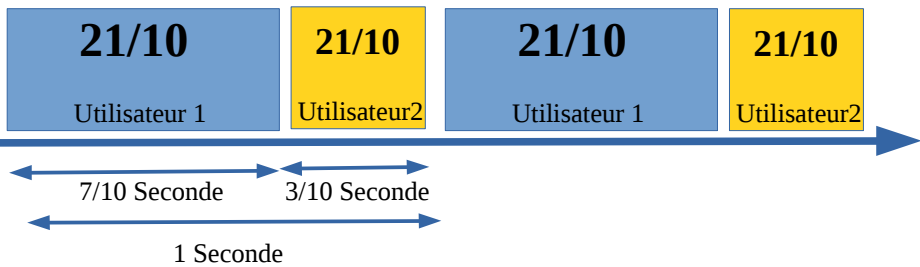 21/10 21/10 21/10 21/10
Utilisateur 1 Utilisateur2 Utilisateur 1 Utilisateur2
7/10 Seconde 3/10 Seconde
1 Seconde